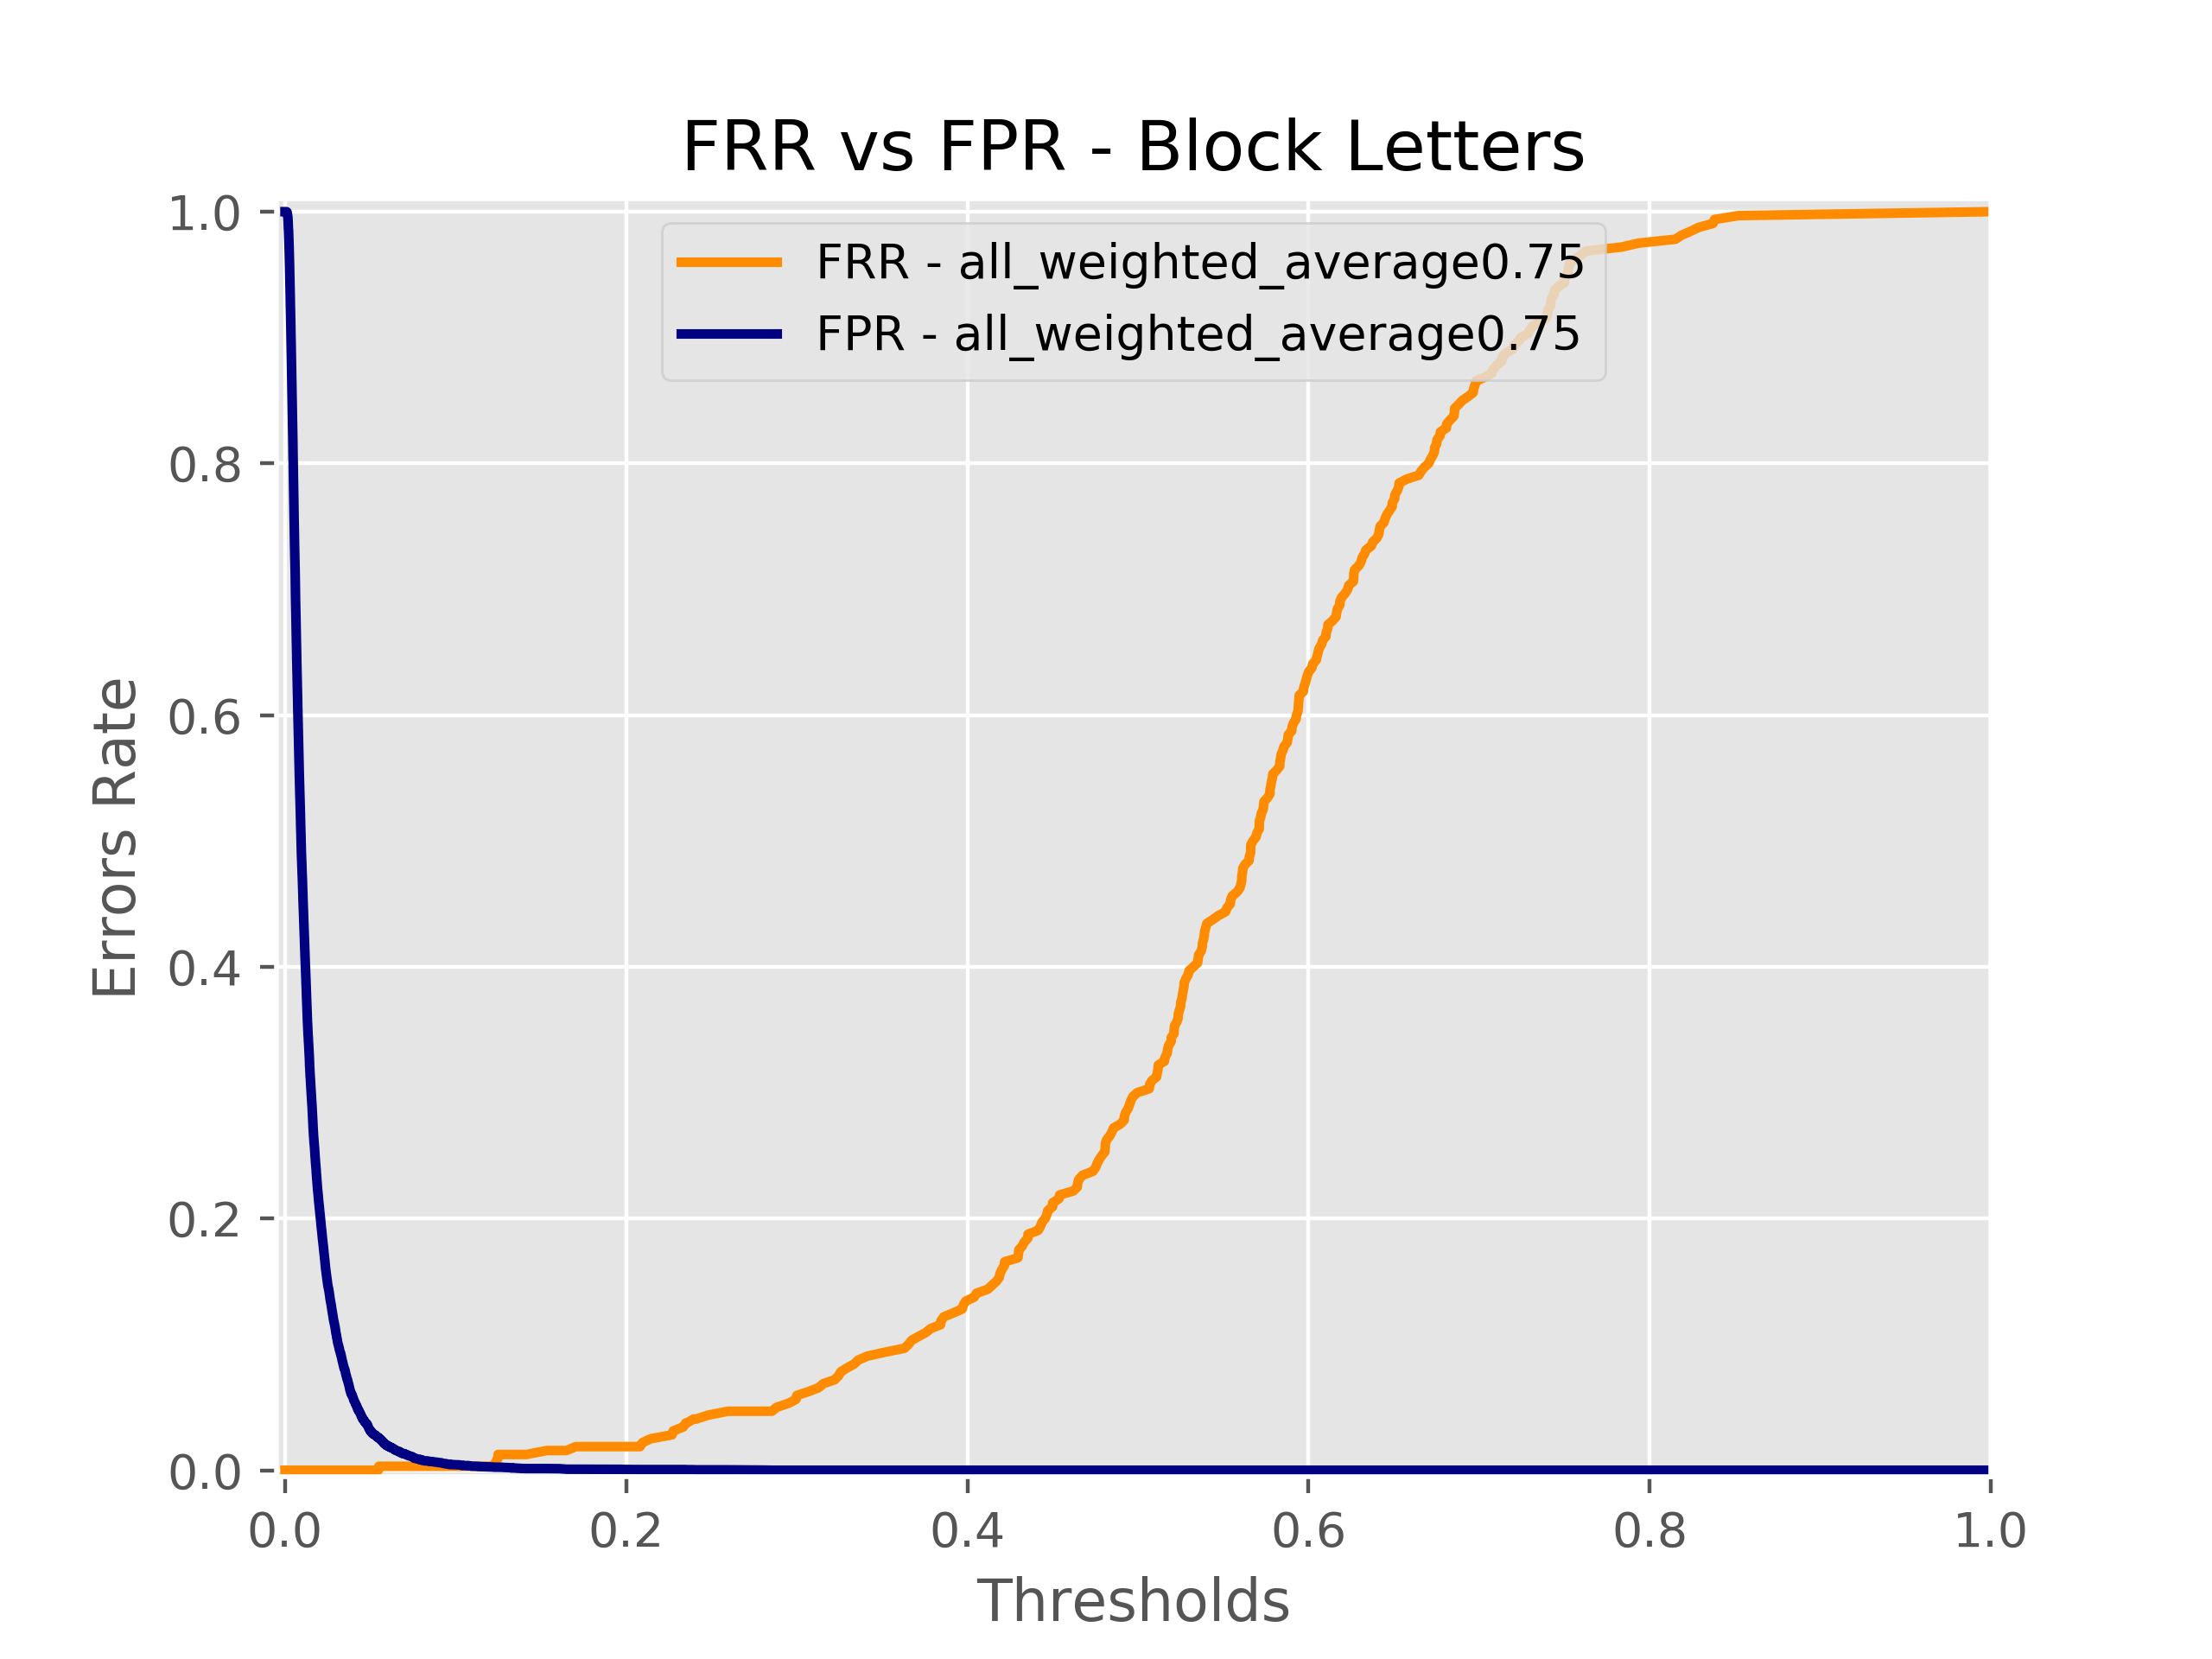 FRR vs FPR - Block Letters
FRR - all_weighted_average0.75
FPR - all_weighted_average0.75
1.0
0.8
0.6
0.4
0.2
0.0
Errors Rate
0.0 0.2 0.4 0.6 0.8 1.0
Thresholds